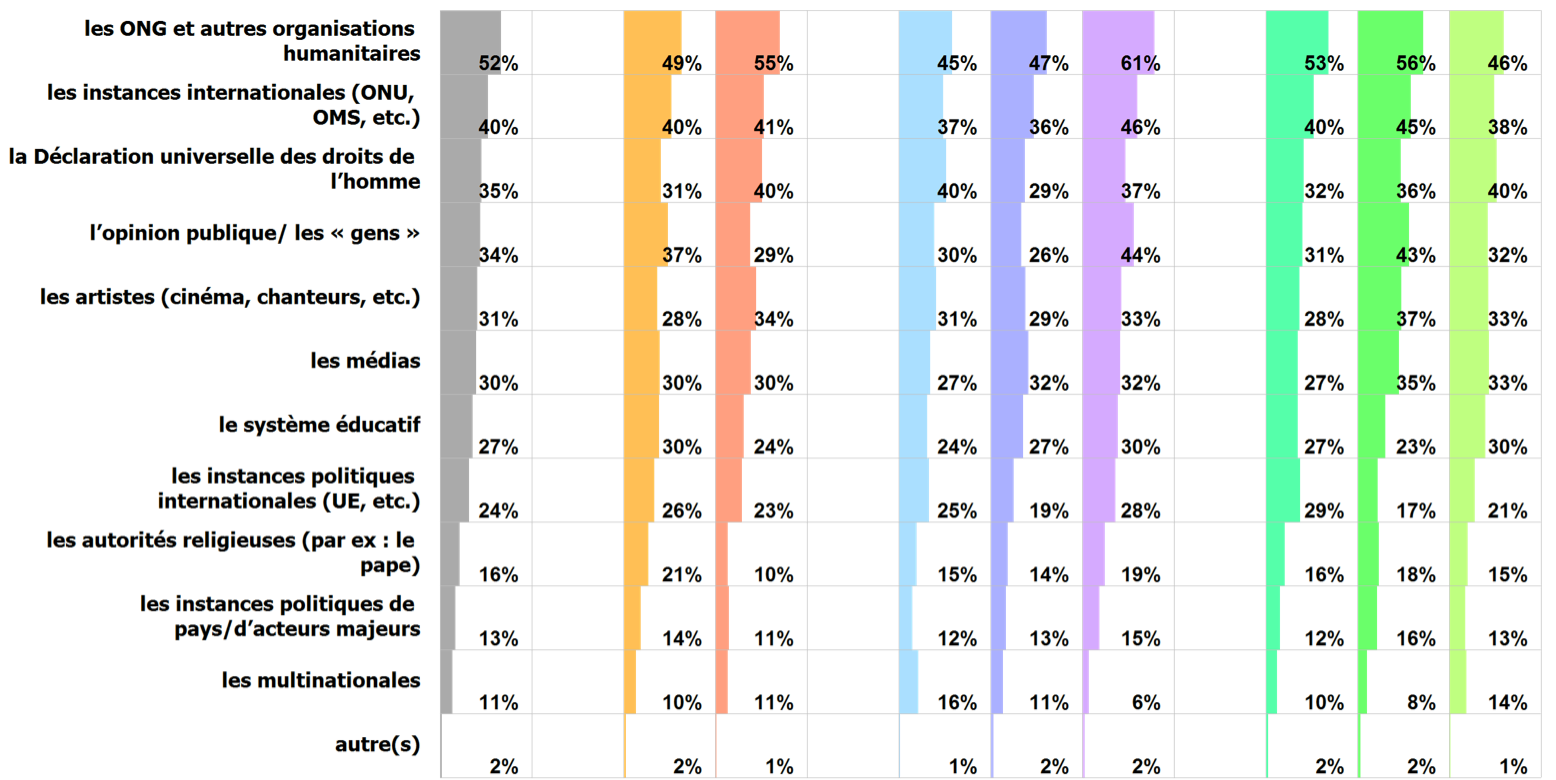 les ONG et autres organisations
humanitaires
52% 49% 55% 45% 47% 61% 53% 56% 46%
les instances internationales (ONU,
OMS, etc.)
40% 40% 41% 37% 36% 46% 40% 45% 38%
la Déclaration universelle des droits de
l’homme
35% 31% 40% 40% 29% 37% 32% 36% 40%
l’opinion publique/ les « gens »
34% 37% 29% 30% 26% 44% 31% 43% 32%
les artistes (cinéma, chanteurs, etc.)
31% 28% 34% 31% 29% 33% 28% 37% 33%
les médias
30% 30% 30% 27% 32% 32% 27% 35% 33%
le système éducatif
27% 30% 24% 24% 27% 30% 27% 23% 30%
les instances politiques
internationales (UE, etc.)
24% 26% 23% 25% 19% 28% 29% 17% 21%
les autorités religieuses (par ex : le
pape)
16% 21% 10% 15% 14% 19% 16% 18% 15%
les instances politiques de
pays/d’acteurs majeurs
13% 14% 11% 12% 13% 15% 12% 16% 13%
les multinationales
11% 10% 11% 16% 11% 6% 10% 8% 14%
autre(s)
2% 2% 1% 1% 2% 2% 2% 2% 1%